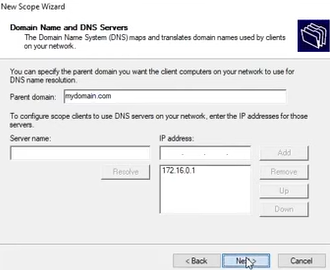 New Scope Wizard
Domain Name and DNS Servers
The Domain Name System (DNS) maps and translates domain names used by clients
on your network.
You can specify the parent domain you want the client computers on your network to use for
DNS name resolution.
Parent domain: mydomain.com
To configure scope clients to use DNS servers on your network, enter the IP addresses for those
servers.
Server name: IP address:
Add
Resolve 172.16.0.1 Remove
Up
Down
< Back Next > Cancel